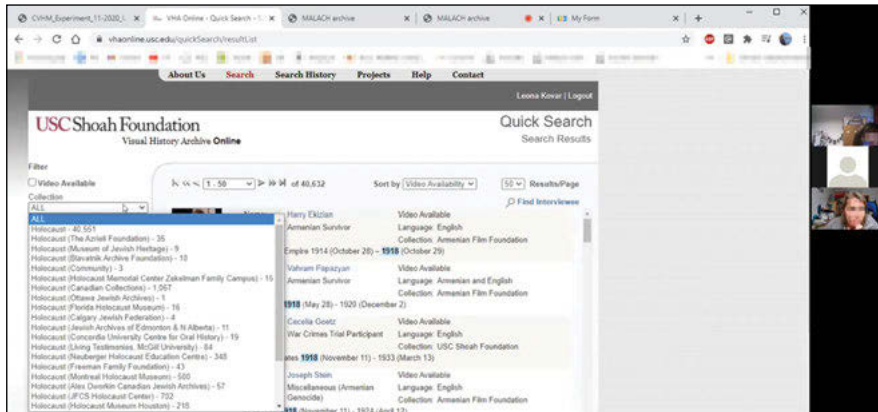 CVHM_Experiment_11-2020_I.
VHA Online - Quick Search - S
MALACH archive
MALACH archive
My Form
vhaonline.usc.edu/quickSearch/resultList
About Us Search Search History Projects Help Contact
Leona Kovar | Logout
USC Shoah Foundation
Visual History Archive Online
Quick Search
Search Results
Filter
Video Available
Collection
ALL
1 - 50 of 40,632 Sort by Video Availability 50 Results/Page
Find Interviewee
ALL
Holocaust - 40,551
Holocaust (The Azrieli Foundation) - 35
Holocaust (Museum of Jewish Heritage) - 9
Holocaust (Blavatnik Archive Foundation) - 10
Holocaust (Community) - 3
Holocaust (Holocaust Memorial Center Zekelman Family Campus) - 15
Holocaust (Canadian Collections) - 1,067
Holocaust (Ottawa Jewish Archives) - 1
Holocaust (Florida Holocaust Museum) - 16
Holocaust (Calgary Jewish Federation) - 4
Holocaust (Jewish Archives of Edmonton & N Alberta) - 11
Holocaust (Concordia University Centre for Oral History) - 19
Holocaust (Living Testimonies, McGill University) - 84
Holocaust (Neuberger Holocaust Education Centre) - 348
Holocaust (Freeman Family Foundation) - 43
Holocaust (Montreal Holocaust Museum) - 500
Holocaust (Alex Dworkin Canadian Jewish Archives) - 57
Holocaust (JFCS Holocaust Center) - 702
Holocaust (Holocaust Museum Houston) - 218
Harry Ekizian Video Available
Armenian Survivor Language: English
Collection: Armenian Film Foundation
Empire 1914 (October 28) - 1918 (October 29)
Vahram Papazyan Video Available
Armenian Survivor Language: Armenian and English
Collection: Armenian Film Foundation
1918 (May 28) - 1920 (December 2)
Cecelia Goetz Video Available
War Crimes Trial Participant Language: English
Collection: USC Shoah Foundation
ates 1918 (November 11) - 1933 (March 13)
Joseph Stein Video Available
Miscellaneous (Armenian Genocide) Language: English
Collection: Armenian Film Foundation
1918 (November 11) - 1924 (April 12)